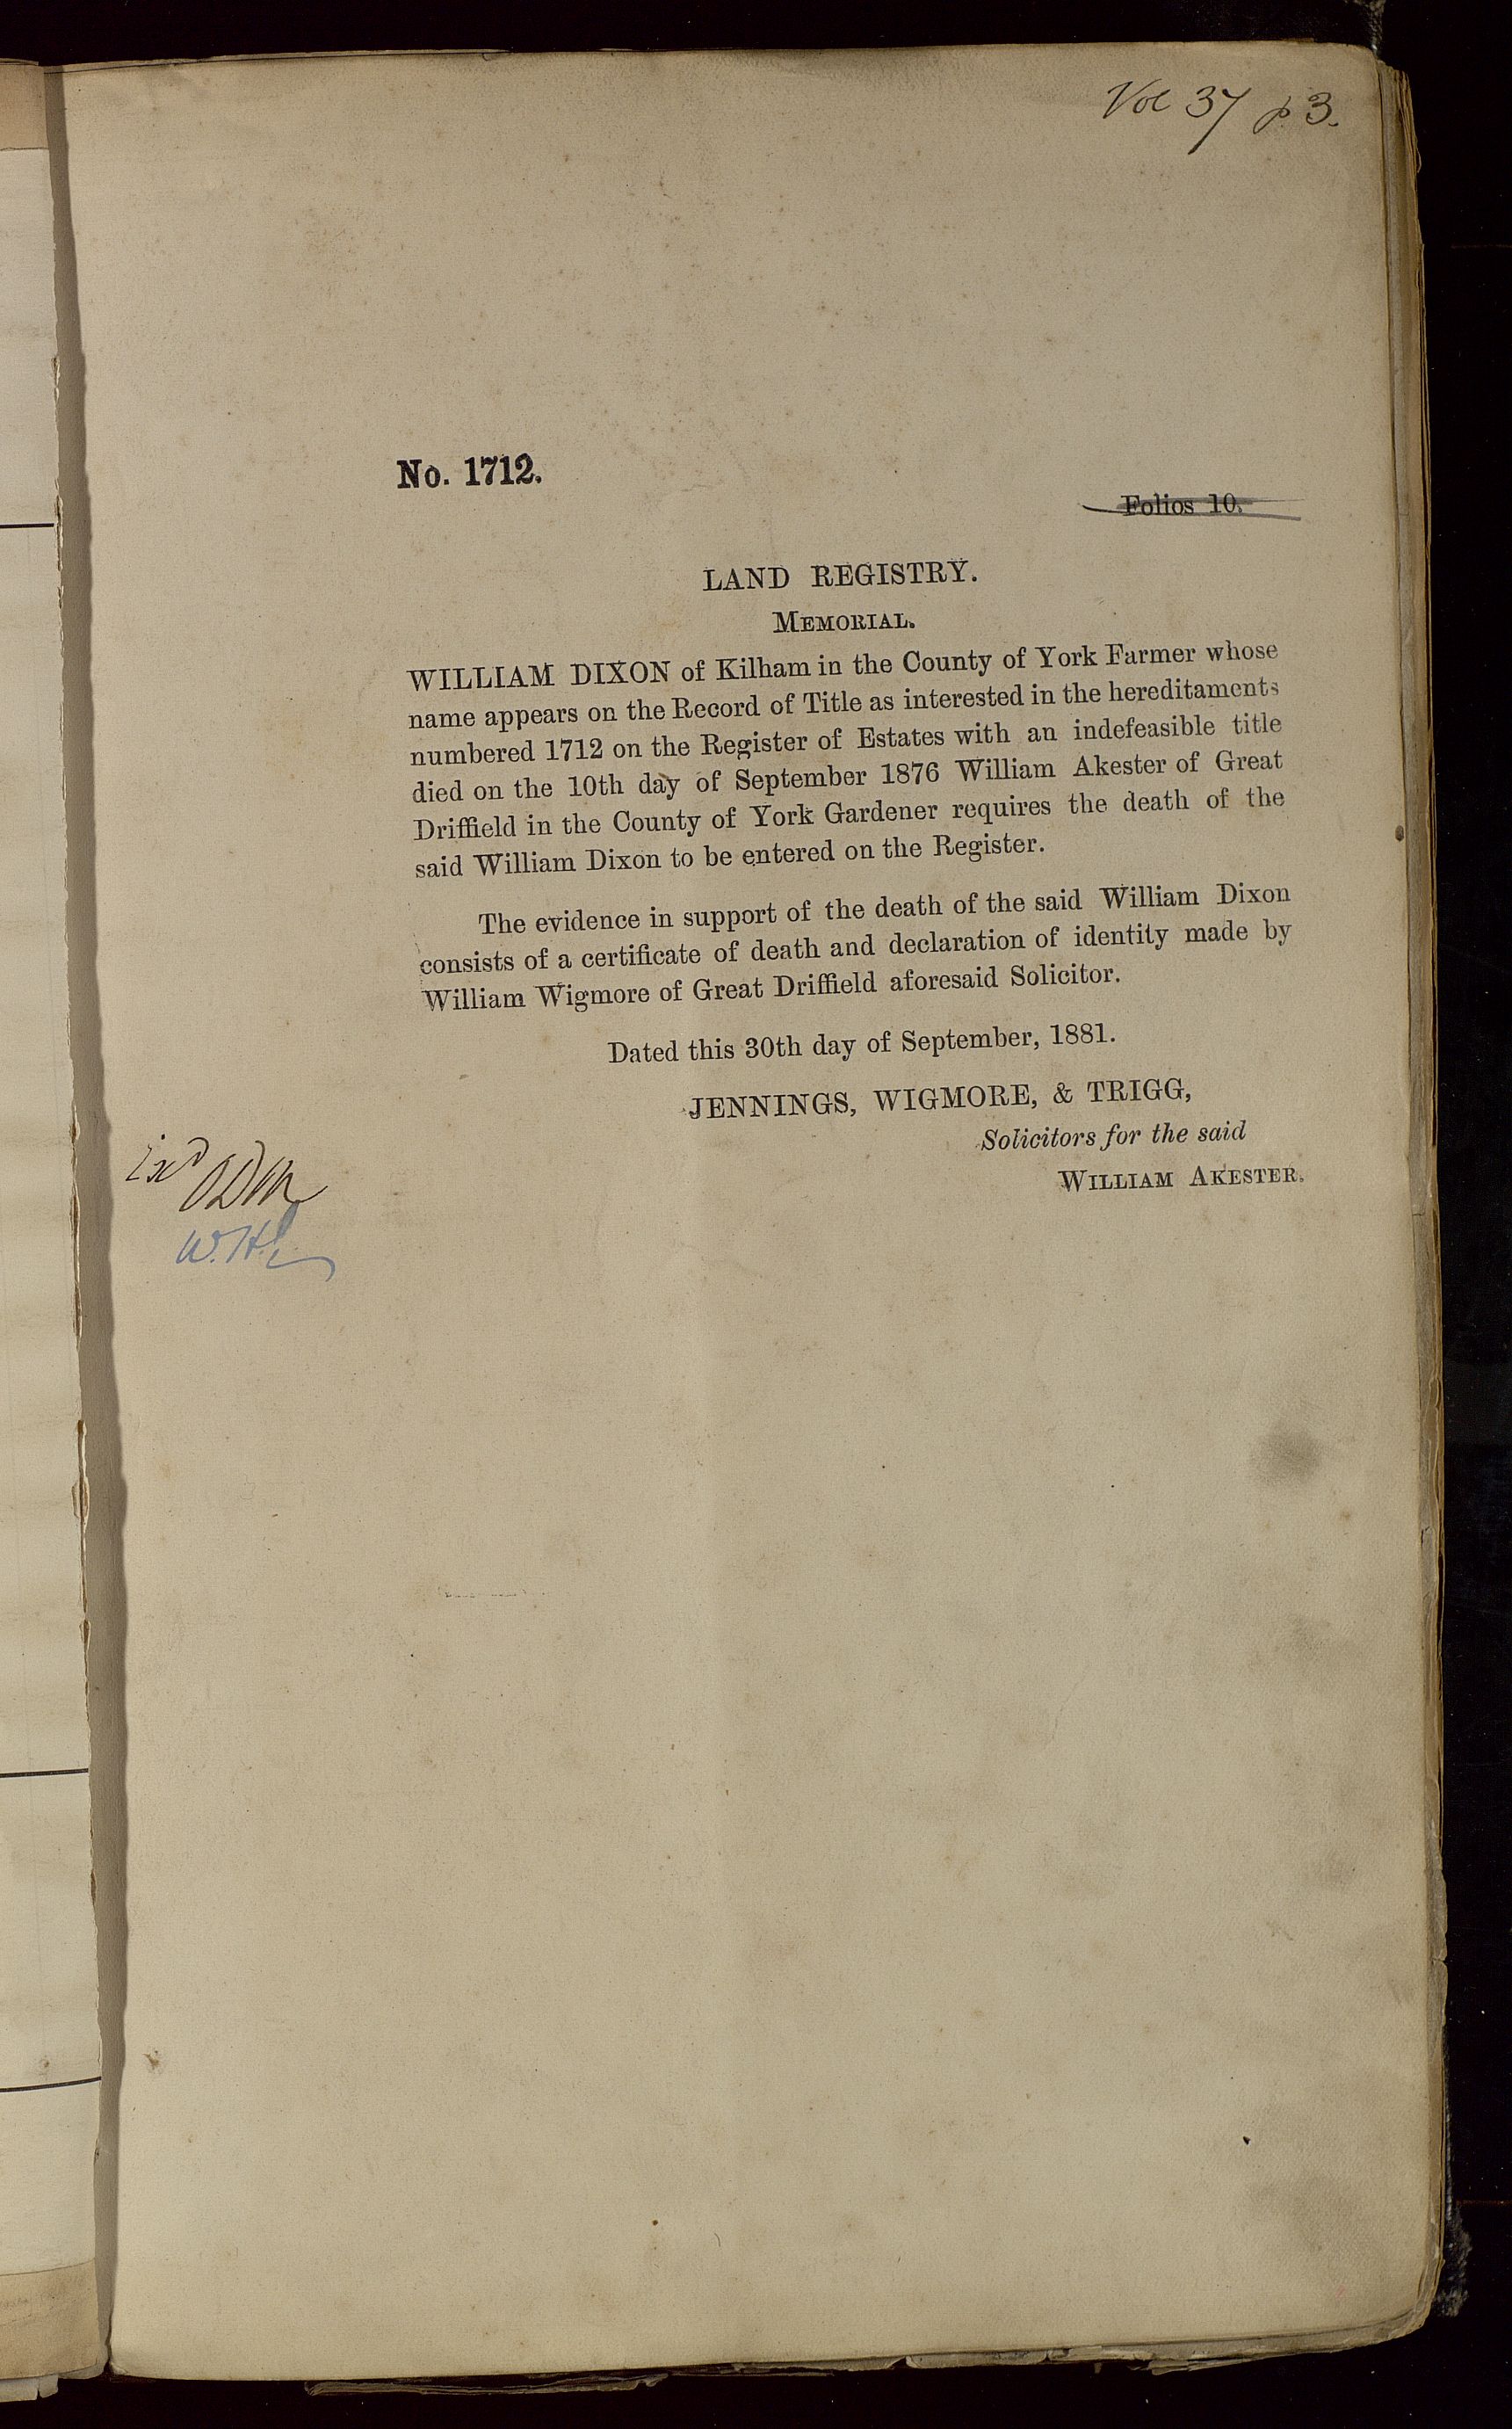 Vol 37 p 3.
No. 1712.
Folios 10.
LAND REGISTRY.
MEMORIAL.
WILLIAM DIXON of Kilham in the County of York Farmer whose
name appears on the Record of Title as interested in the hereditaments
numbered 1712 on the Register of Estates with an indefeasible title
died on the 10th day of September 1876 William Akester of Great
Driffield in the County of York Gardener requires the death of the
said William Dixon to be entered on the Register.
The evidence in support of the death of the said William Dixon
consists of a certificate of death and declaration of identity made by
William Wigmore of Great Driffield aforesaid Solicitor.
Dated this 30th day of September, 1881.
JENNINGS, WIGMORE, & TRIGG,
Solicitors for the said
WILLIAM AKESTER.
Exd